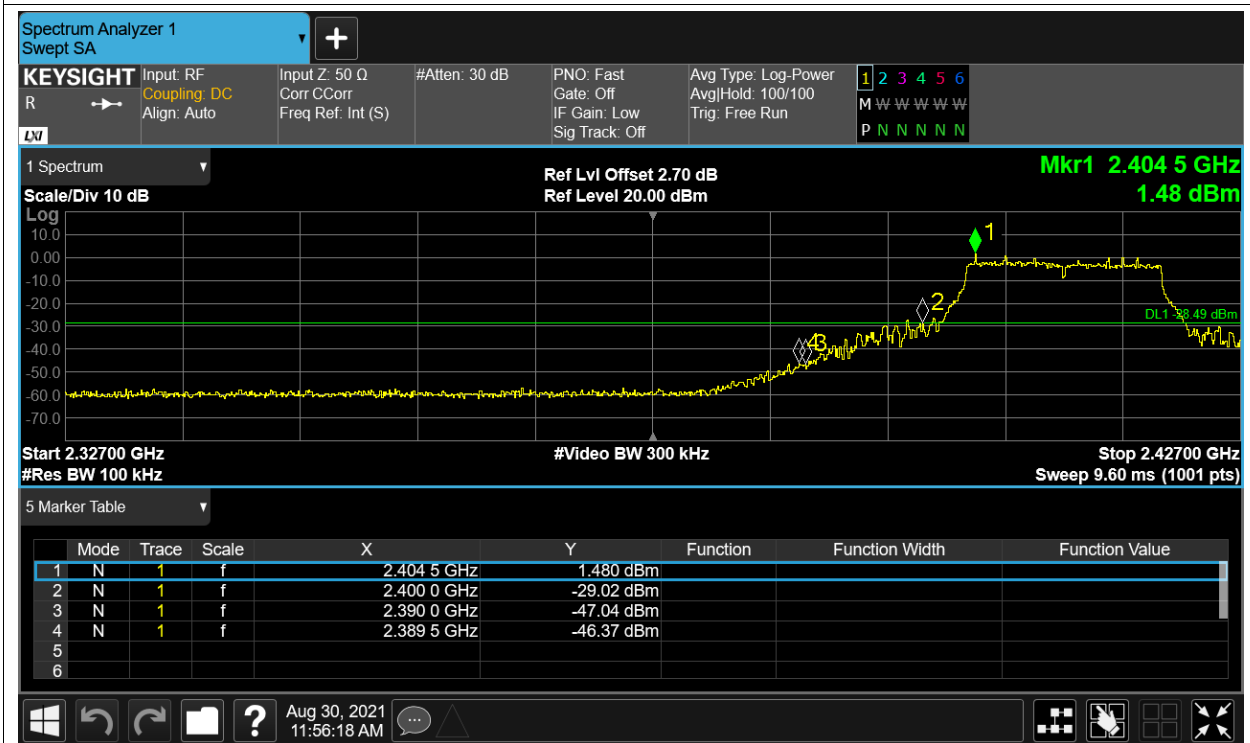 Spectrum Analyzer 1
Swept SA
KEYSIGHT
R
LXI
Input: RF
Coupling: DC
Align: Auto
Input Z: 50 Ω
Corr CCorr
Freq Ref: Int (S)
#Atten: 30 dB
PNO: Fast
Gate: Off
IF Gain: Low
Sig Track: Off
Avg Type: Log-Power
Avg|Hold: 100/100
Trig: Free Run
1 2 3 4 5 6
M W W W W W
P N N N N N
1 Spectrum
Scale/Div 10 dB
Ref Lvl Offset 2.70 dB
Ref Level 20.00 dBm
Mkr1 2.404 5 GHz
1.48 dBm
Log
10.0
0.00
-10.0
-20.0
-30.0
-40.0
-50.0
-60.0
-70.0
1
2
43
DL1 -28.49 dBm
Start 2.32700 GHz
#Video BW 300 kHz
Stop 2.42700 GHz
#Res BW 100 kHz
Sweep 9.60 ms (1001 pts)
5 Marker Table
Mode Trace Scale X Y Function Function Width Function Value
1 N 1 f 2.404 5 GHz 1.480 dBm
2 N 1 f 2.400 0 GHz -29.02 dBm
3 N 1 f 2.390 0 GHz -47.04 dBm
4 N 1 f 2.389 5 GHz -46.37 dBm
5
6
?
Aug 30, 2021
11:56:18 AM